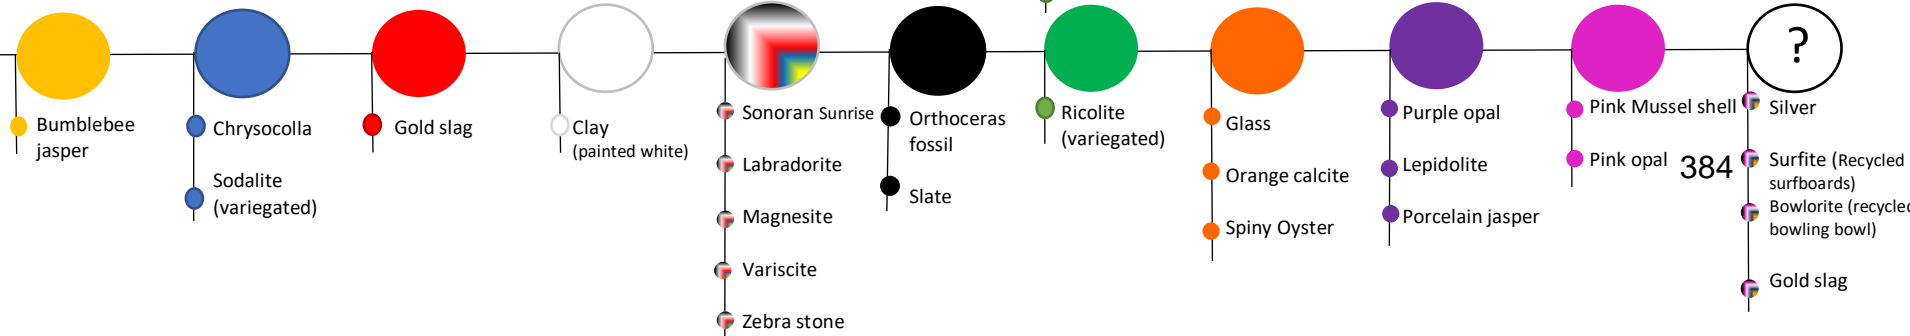 ?
Bumblebee
jasper
Chrysocolla
Sodalite
(variegated)
Gold slag
Clay
(painted white)
Sonoran Sunrise
Labradorite
Magnesite
Variscite
Zebra stone
Orthoceras
fossil
Slate
Ricolite
(variegated)
Glass
Orange calcite
Spiny Oyster
Purple opal
Lepidolite
Porcelain jasper
Pink Mussel shell
Pink opal
384
Silver
Surfite (Recycled
surfboards)
Bowlorite (recycled
bowling bowl)
Gold slag